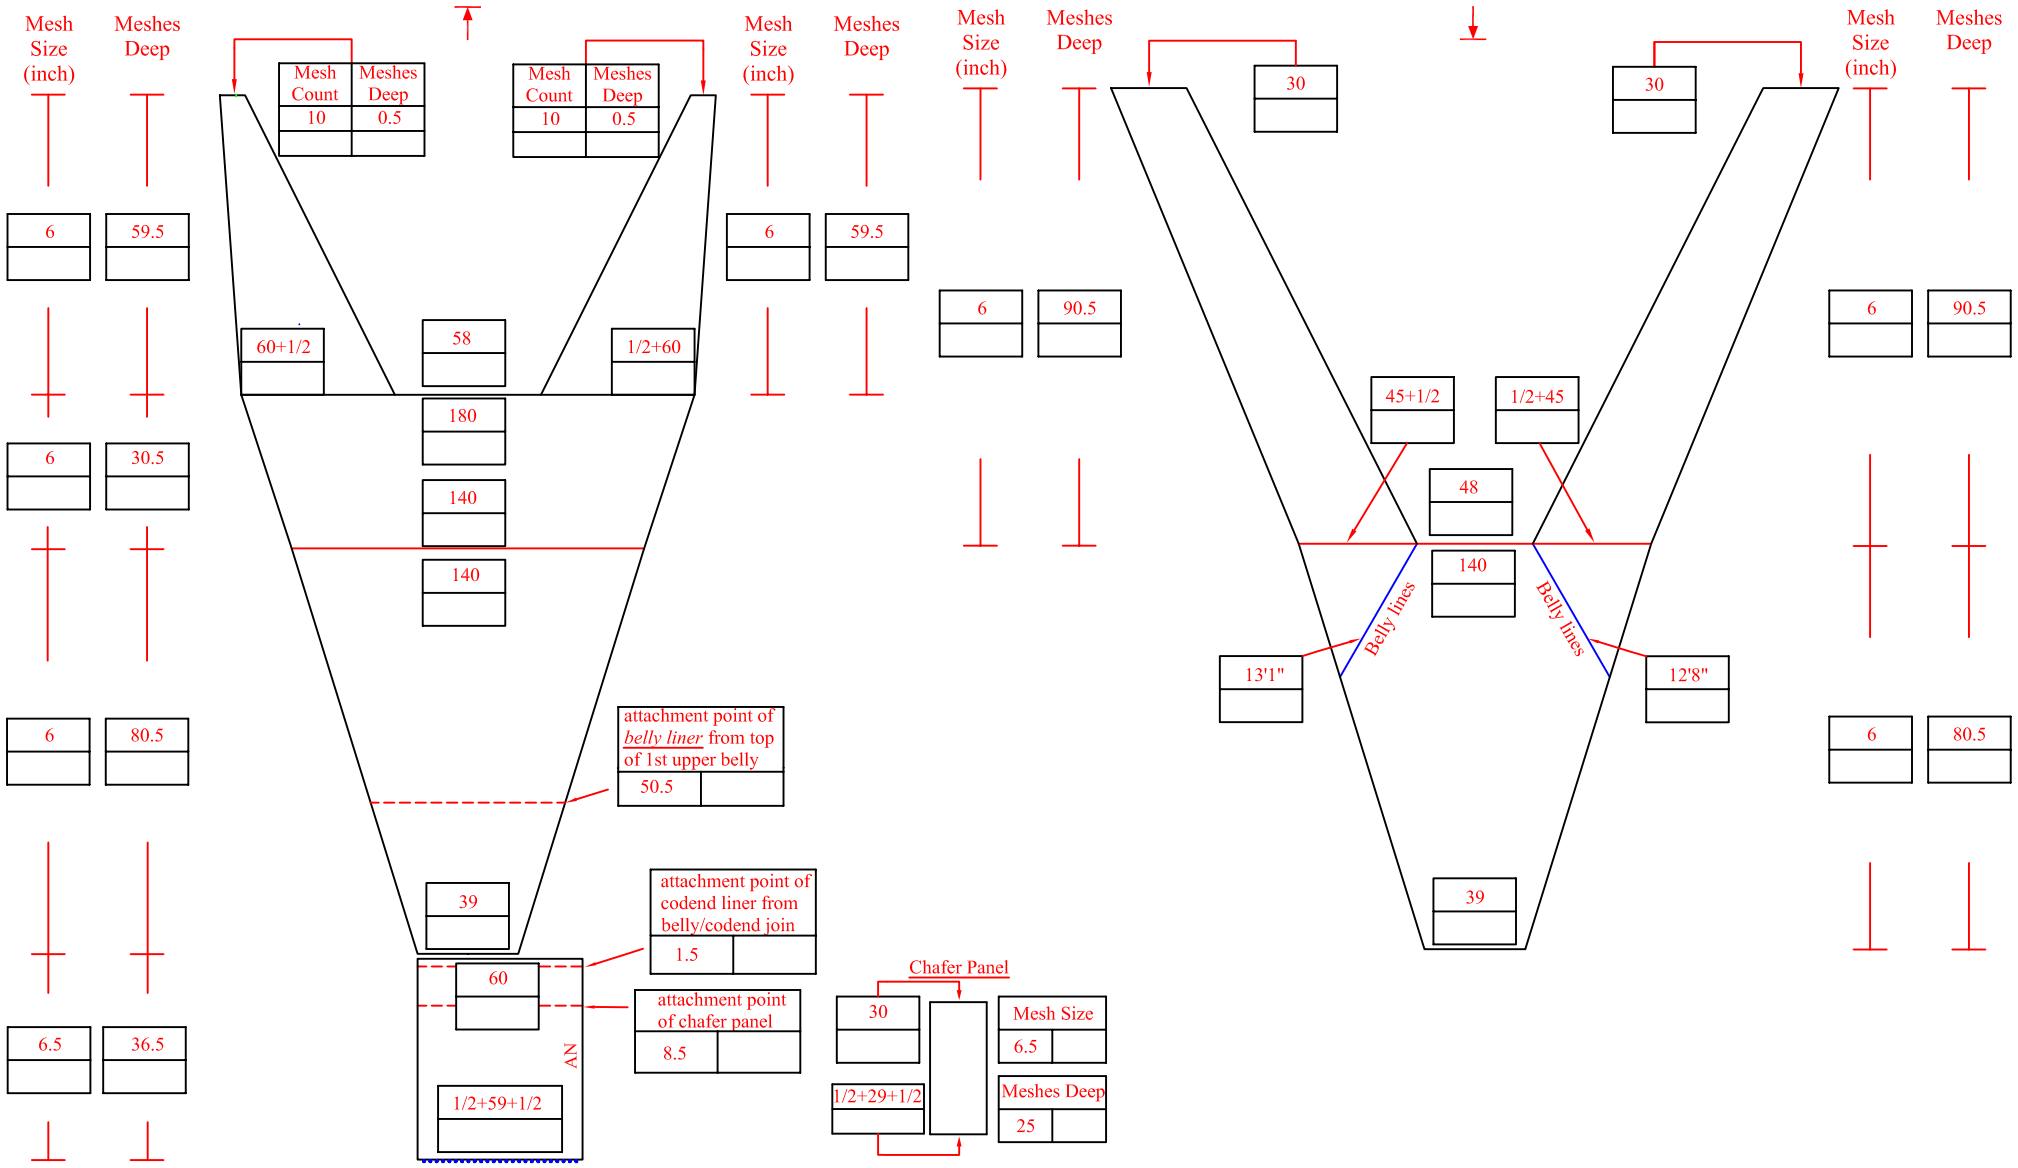 Mesh
Size
(inch)
Meshes
Deep
Mesh
Count
Meshes
Deep
10
0.5
Mesh
Count
Meshes
Deep
10
0.5
Mesh
Size
(inch)
Meshes
Deep
6
59.5
6
59.5
60+1/2
58
1/2+60
180
6
30.5
140
140
6
80.5
attachment point of
belly liner from top
of 1st upper belly
50.5
39
attachment point of
codend liner from
belly/codend join
1.5
60
attachment point
of chafer panel
8.5
6.5
36.5
AN
1/2+59+1/2
Chafer Panel
30
1/2+29+1/2
Mesh Size
6.5
Meshes Deep
25
Mesh
Size
(inch)
Meshes
Deep
30
30
Mesh
Size
(inch)
Meshes
Deep
6
90.5
6
90.5
45+1/2
1/2+45
48
140
Belly lines
Belly lines
13'1"
12'8"
6
80.5
39